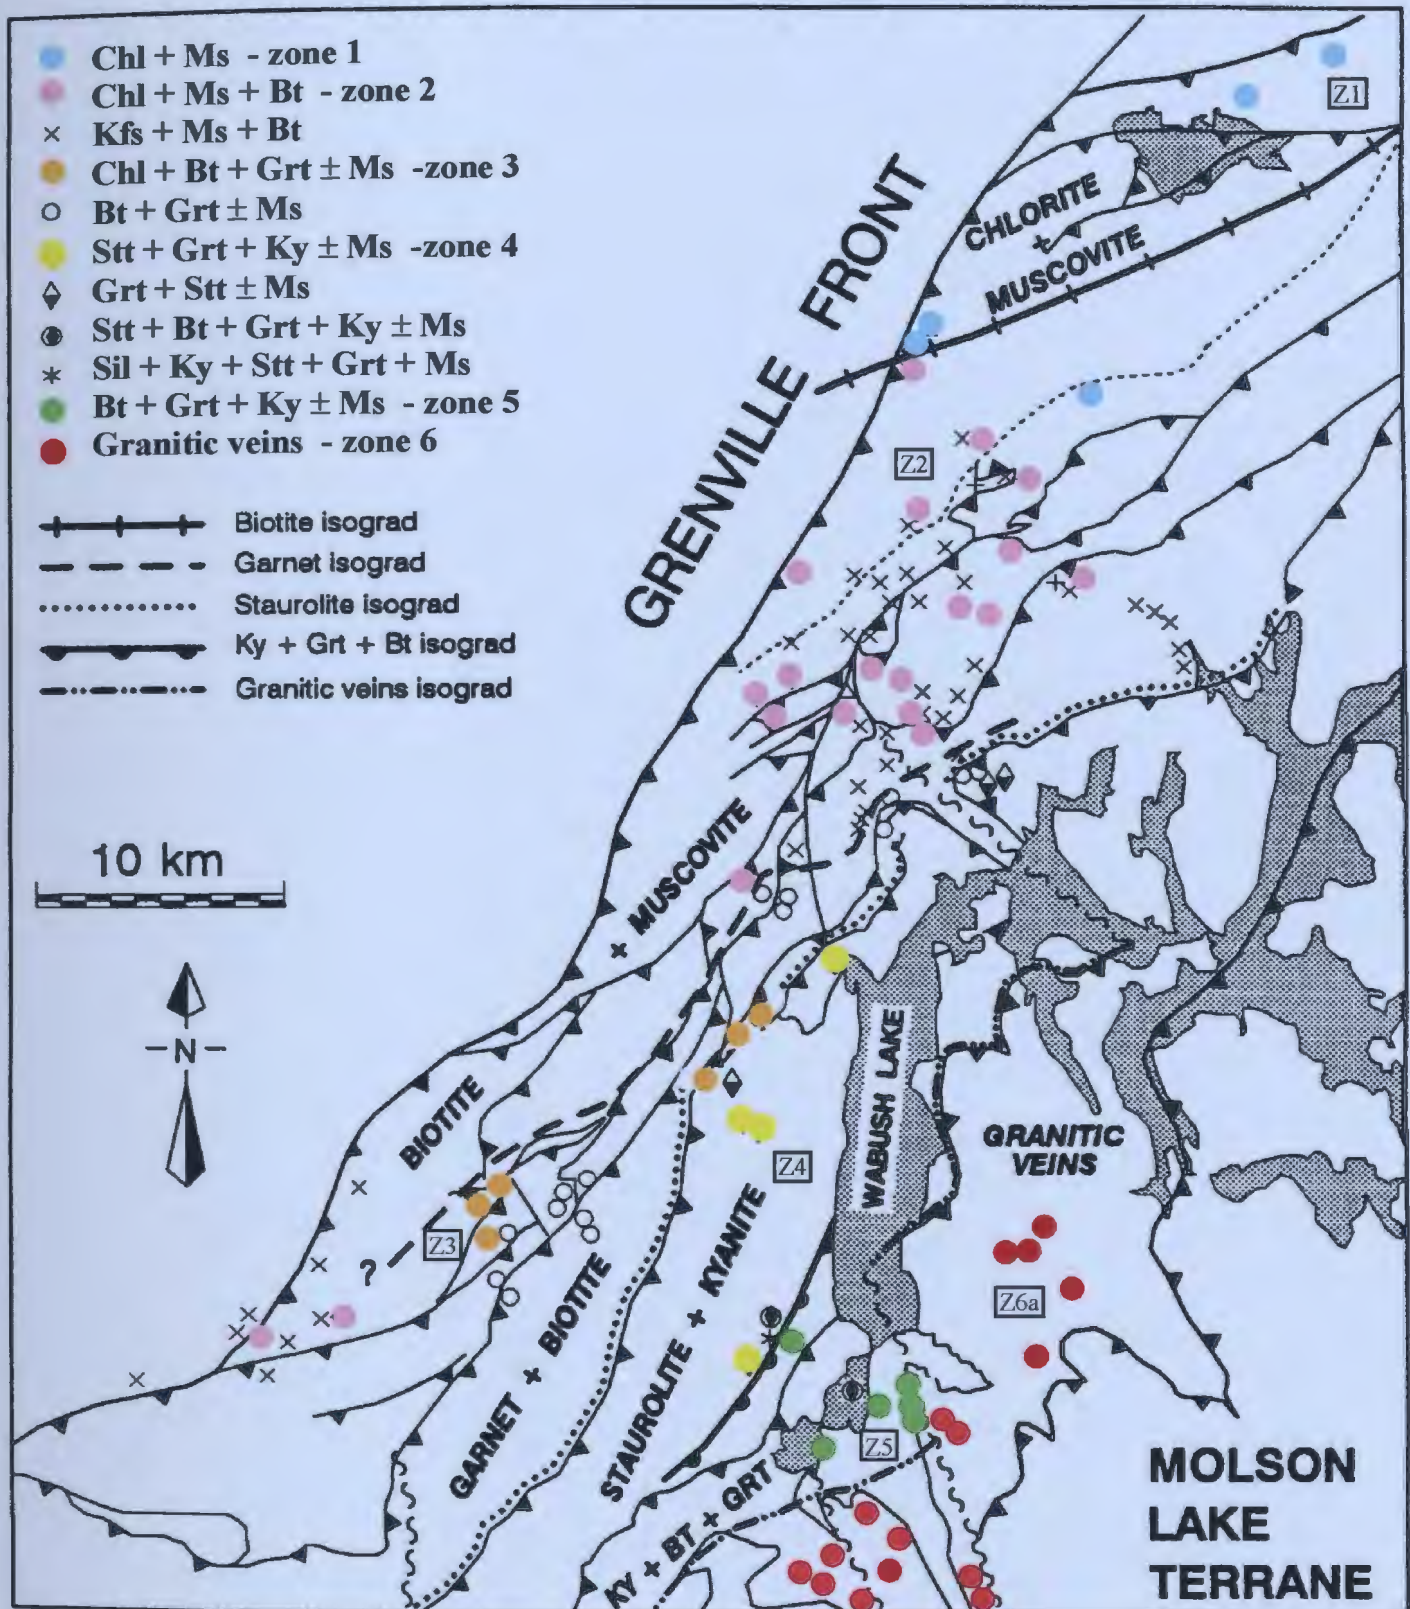 Chl + Ms - zone 1
Chl + Ms + Bt - zone 2
Kfs + Ms + Bt
Chl + Bt + Grt ± Ms -zone 3
Bt + Grt ± Ms
Stt + Grt + Ky ± Ms -zone 4
Grt + Stt ± Ms
Stt + Bt + Grt + Ky ± Ms
Sil + Ky + Stt + Grt + Ms
Bt + Grt + Ky ± Ms - zone 5
Granitic veins - zone 6
Biotite isograd
Garnet isograd
Staurolite isograd
Ky + Grt + Bt isograd
Granitic veins isograd
10 km
-N-
GRENVILLE FRONT
Z1
CHLORITE
+
MUSCOVITE
Z2
BIOTITE + MUSCOVITE
Z3
?
GARNET + BIOTITE
STAUROLITE + KYANITE
Z4
WABUSH LAKE
GRANITIC
VEINS
Z6a
Z5
KY + BT + GRT
MOLSON
LAKE
TERRANE